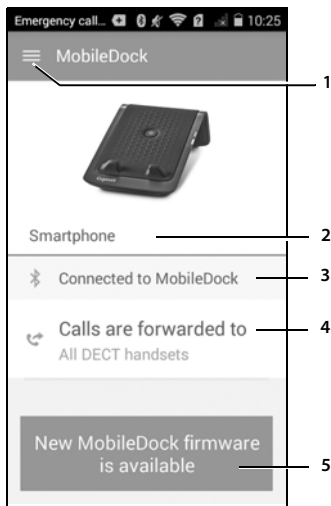 Emergency call... 10:25
MobileDock
1
Gigaset
Smartphone
2
Connected to MobileDock
3
Calls are forwarded to
4
All DECT handsets
New MobileDock firmware
is available
5